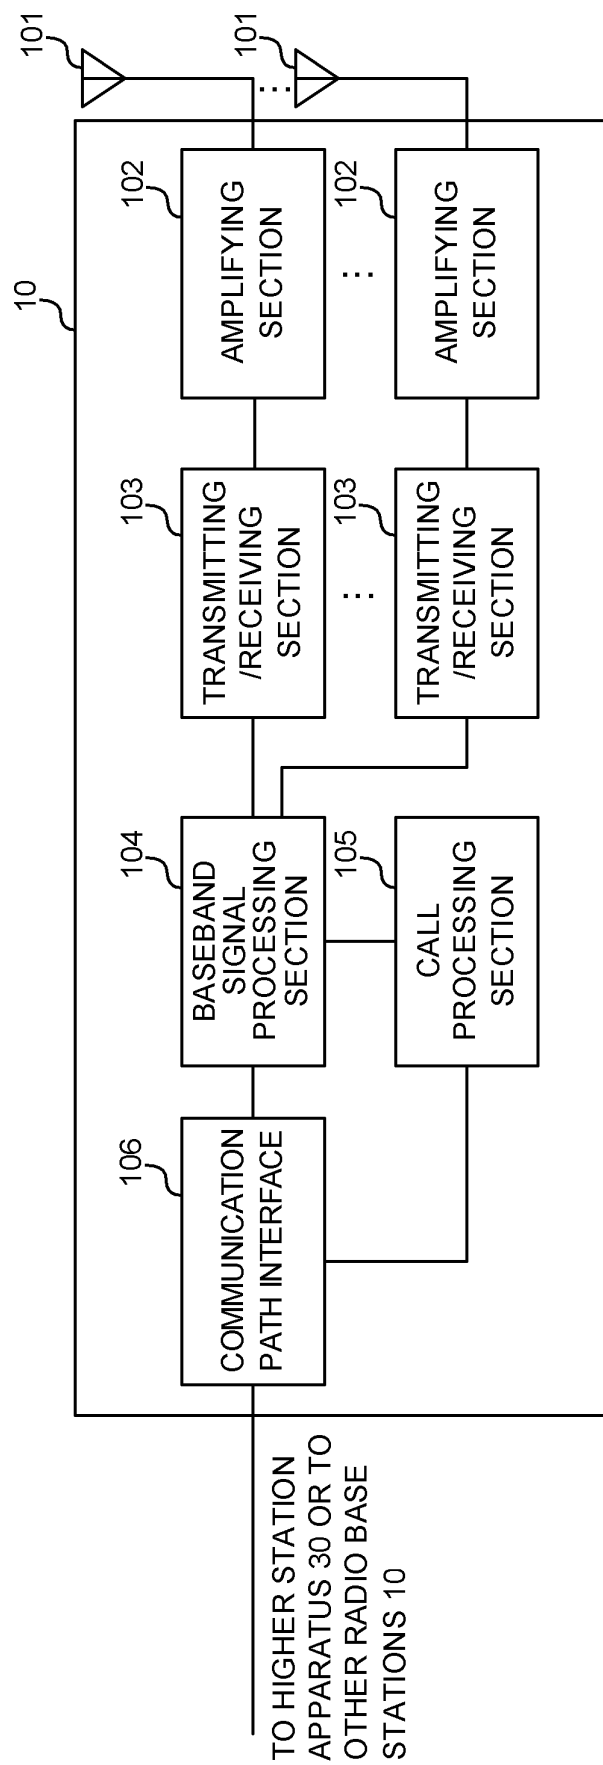 10
101
101
102
AMPLIFYING
SECTION
102
AMPLIFYING
SECTION
...
...
103
TRANSMITTING
/RECEIVING
SECTION
103
TRANSMITTING
/RECEIVING
SECTION
...
104
BASEBAND
SIGNAL
PROCESSING
SECTION
105
CALL
PROCESSING
SECTION
106
COMMUNICATION
PATH INTERFACE
TO HIGHER STATION
APPARATUS 30 OR TO
OTHER RADIO BASE
STATIONS 10